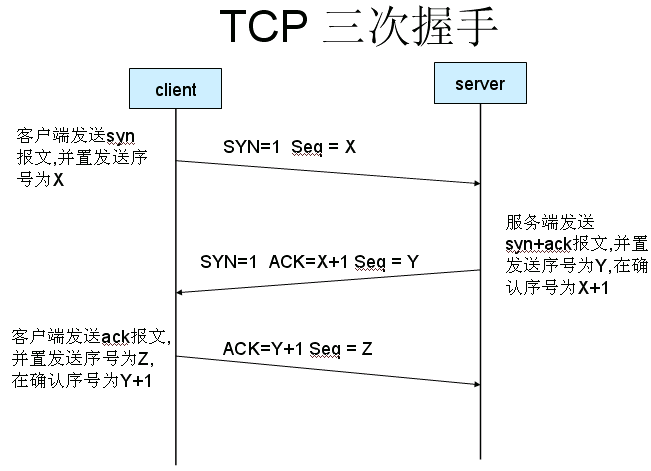 TCP 三次握手
client
server
客户端发送syn
报文,并置发送序
号为X
SYN=1 Seq = X
服务端发送
syn+ack报文,并置
发送序号为Y,在确
认序号为X+1
SYN=1 ACK=X+1 Seq = Y
客户端发送ack报文,
并置发送序号为Z,
在确认序号为Y+1
ACK=Y+1 Seq = Z